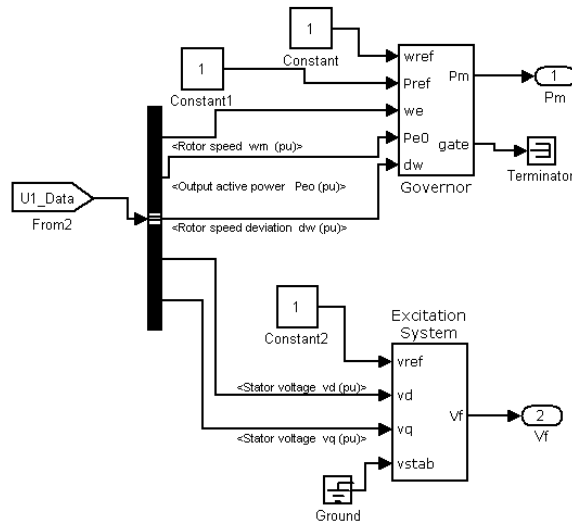 1
Constant
1
Constant1
wref
Pref
we
Pe0
dw
Pm
gate
Governor
1
Pm
Terminator
<Rotor speed wm (pu)>
<Output active power Peo (pu)>
<Rotor speed deviation dw (pu)>
U1_Data
From2
1
Constant2
Excitation
System
vref
vd
vq
vstab
Vf
2
Vf
<Stator voltage vd (pu)>
<Stator voltage vq (pu)>
Ground